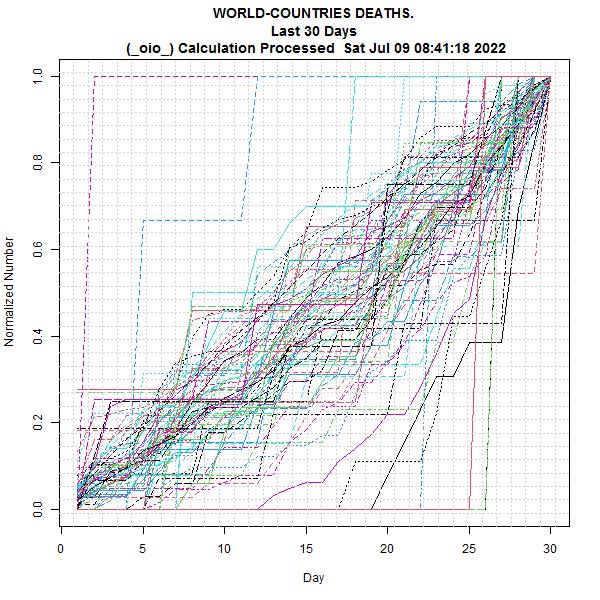 WORLD-COUNTRIES DEATHS.
Last 30 Days
(_oio_) Calculation Processed  Sat Jul 09 08:41:18 2022
Normalized Number
1.0
0.8
0.6
0.4
0.2
0.0
0 5 10 15 20 25 30
Day